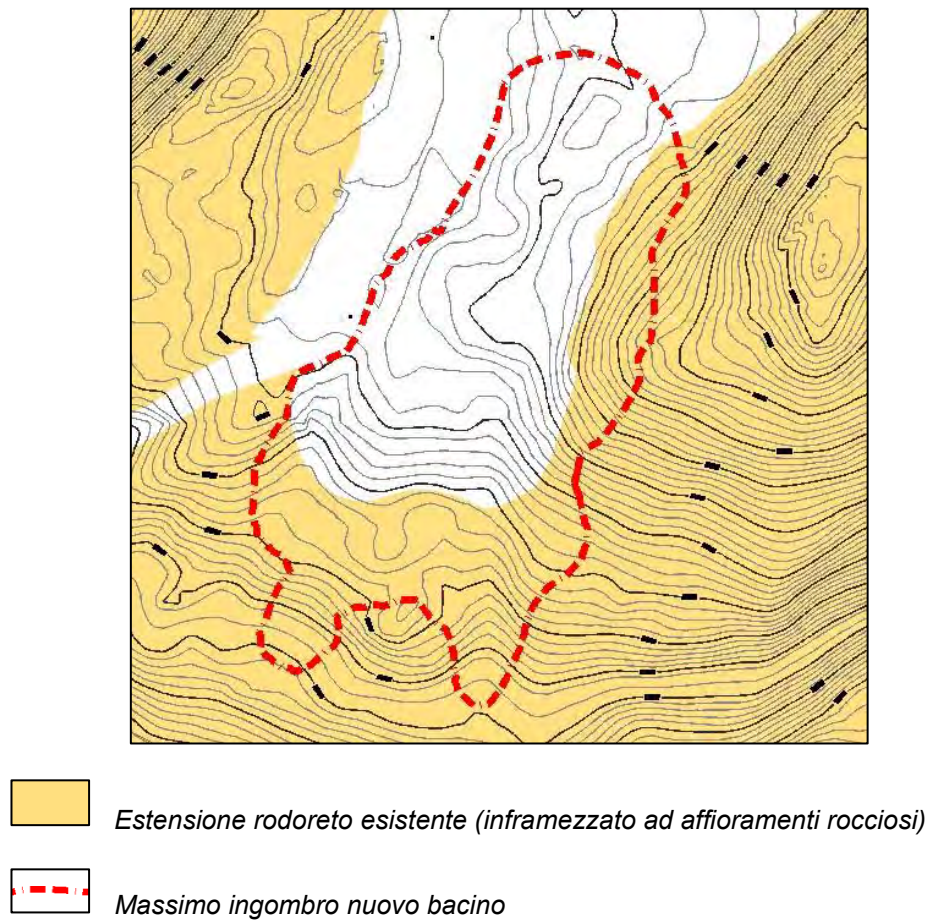 Estensione rodoreto esistente (inframezzato ad affioramenti rocciosi)
Massimo ingombro nuovo bacino